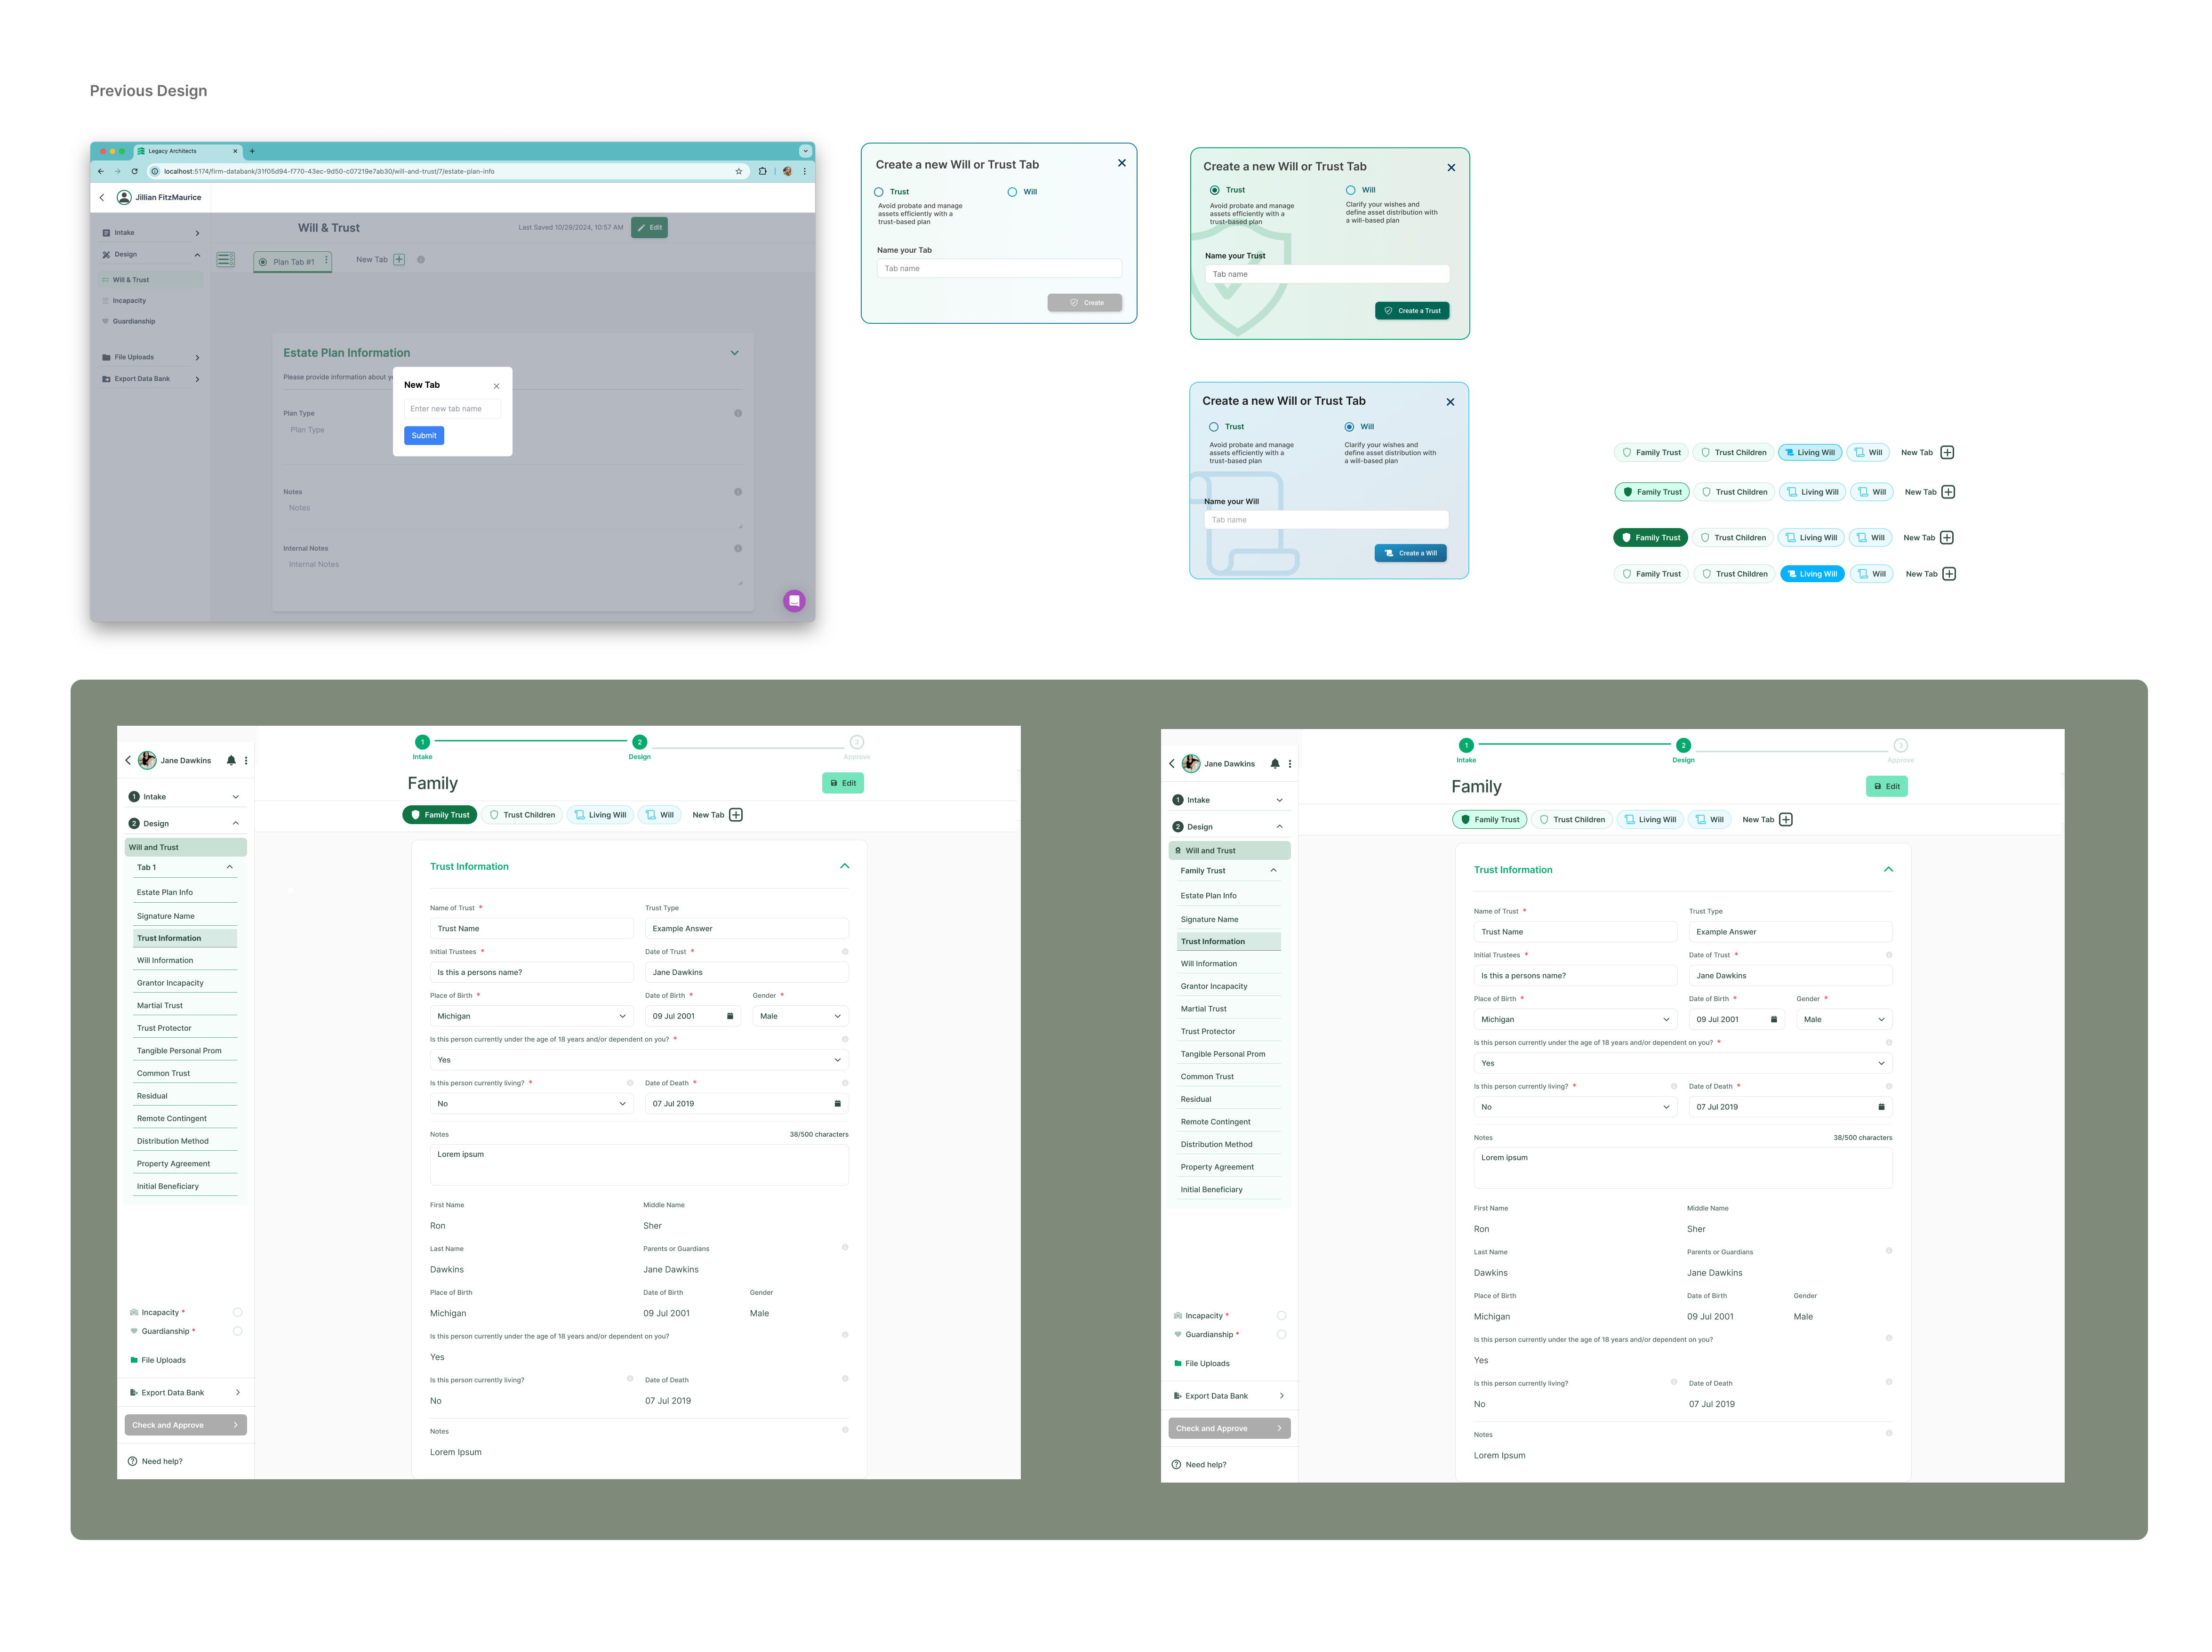 Previous Design
Legacy Architects
localhost:5174/firm-databank/31f05d94-f770-43ec-9d50-c07219e7ab30/will-and-trust/7/estate-plan-info
Jillian FitzMaurice
Intake
Design
Will & Trust
Incapacity
Guardianship
File Uploads
Export Data Bank
Will & Trust
Last Saved 10/29/2024, 10:57 AM
Edit
Plan Tab #1
New Tab
Estate Plan Information
Please provide information about y
Plan Type
Plan Type
Notes
Notes
Internal Notes
Internal Notes
New Tab
Enter new tab name
Submit
Create a new Will or Trust Tab
Trust
Will
Avoid probate and manage
assets efficiently with a
trust-based plan
Name your Tab
Tab name
Create
Create a new Will or Trust Tab
Trust
Will
Avoid probate and manage
assets efficiently with a
trust-based plan
Clarify your wishes and
define asset distribution with
a will-based plan
Name your Trust
Tab name
Create a Trust
Create a new Will or Trust Tab
Trust
Will
Avoid probate and manage
assets efficiently with a
trust-based plan
Clarify your wishes and
define asset distribution with
a will-based plan
Name your Will
Tab name
Create a Will
Family Trust Trust Children Living Will Will New Tab
Family Trust Trust Children Living Will Will New Tab
Family Trust Trust Children Living Will Will New Tab
Family Trust Trust Children Living Will Will New Tab
Jane Dawkins
1 Intake
2 Design
Will and Trust
Tab 1
Estate Plan Info
Signature Name
Trust Information
Will Information
Grantor Incapacity
Martial Trust
Trust Protector
Tangible Personal Prom
Common Trust
Residual
Remote Contingent
Distribution Method
Property Agreement
Initial Beneficiary
Incapacity *
Guardianship *
File Uploads
Export Data Bank
Check and Approve
Need help?
1 2 3
Intake Design Approve
Family
Edit
Family Trust Trust Children Living Will Will New Tab
Trust Information
Name of Trust * Trust Type
Trust Name Example Answer
Initial Trustees * Date of Trust *
Is this a persons name? Jane Dawkins
Place of Birth * Date of Birth * Gender *
Michigan 09 Jul 2001 Male
Is this person currently under the age of 18 years and/or dependent on you? *
Yes
Is this person currently living? * Date of Death *
No 07 Jul 2019
Notes 38/500 characters
Lorem ipsum
First Name Middle Name
Ron Sher
Last Name Parents or Guardians
Dawkins Jane Dawkins
Place of Birth Date of Birth Gender
Michigan 09 Jul 2001 Male
Is this person currently under the age of 18 years and/or dependent on you?
Yes
Is this person currently living? Date of Death
No 07 Jul 2019
Notes
Lorem Ipsum
Jane Dawkins
1 Intake
2 Design
Will and Trust
Family Trust
Estate Plan Info
Signature Name
Trust Information
Will Information
Grantor Incapacity
Martial Trust
Trust Protector
Tangible Personal Prom
Common Trust
Residual
Remote Contingent
Distribution Method
Property Agreement
Initial Beneficiary
Incapacity *
Guardianship *
File Uploads
Export Data Bank
Check and Approve
Need help?
1 2 3
Intake Design Approve
Family
Edit
Family Trust Trust Children Living Will Will New Tab
Trust Information
Name of Trust * Trust Type
Trust Name Example Answer
Initial Trustees * Date of Trust *
Is this a persons name? Jane Dawkins
Place of Birth * Date of Birth * Gender *
Michigan 09 Jul 2001 Male
Is this person currently under the age of 18 years and/or dependent on you? *
Yes
Is this person currently living? * Date of Death *
No 07 Jul 2019
Notes 38/500 characters
Lorem ipsum
First Name Middle Name
Ron Sher
Last Name Parents or Guardians
Dawkins Jane Dawkins
Place of Birth Date of Birth Gender
Michigan 09 Jul 2001 Male
Is this person currently under the age of 18 years and/or dependent on you?
Yes
Is this person currently living? Date of Death
No 07 Jul 2019
Notes
Lorem Ipsum